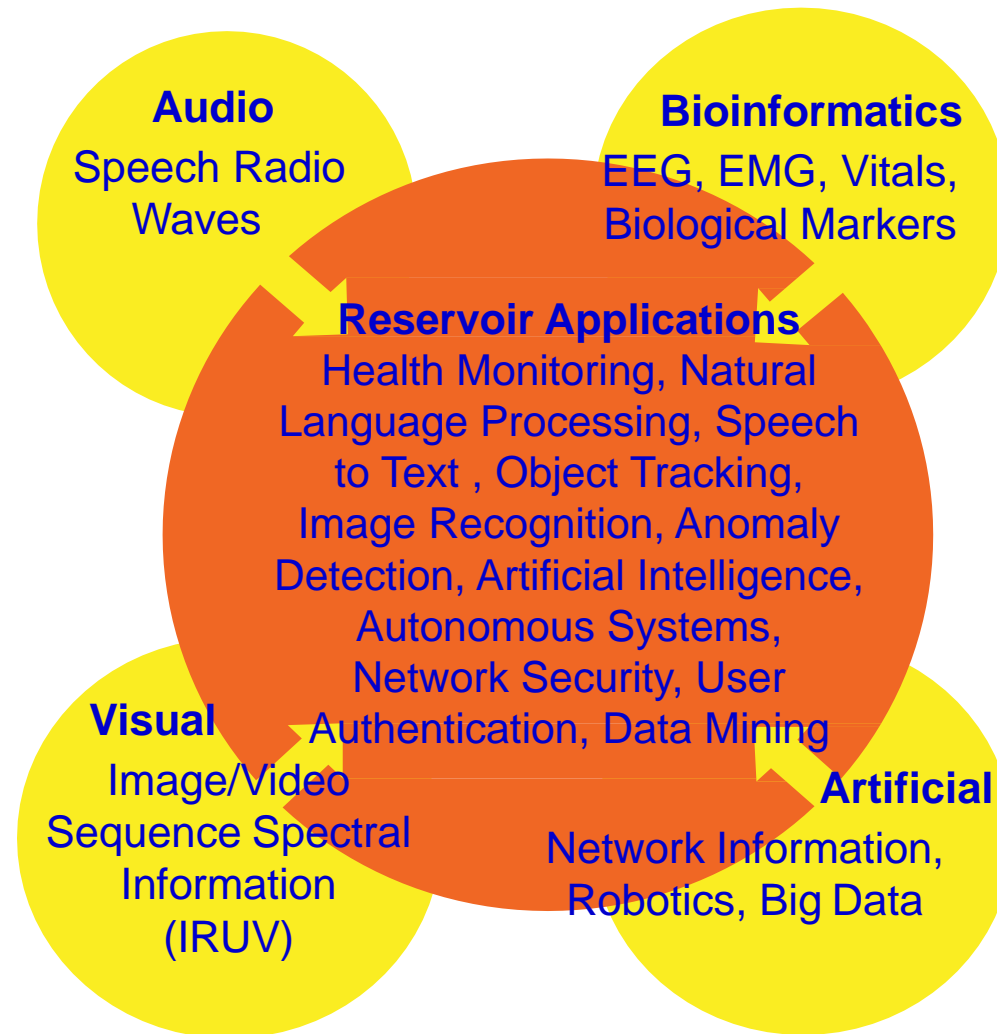 Audio
Speech Radio
Waves
Bioinformatics
EEG, EMG, Vitals,
Biological Markers
Reservoir Applications
Health Monitoring, Natural
Language Processing, Speech
to Text , Object Tracking,
Image Recognition, Anomaly
Detection, Artificial Intelligence,
Autonomous Systems,
Network Security, User
Authentication, Data Mining
Visual
Image/Video
Sequence Spectral
Information
(IRUV)
Artificial
Network Information,
Robotics, Big Data